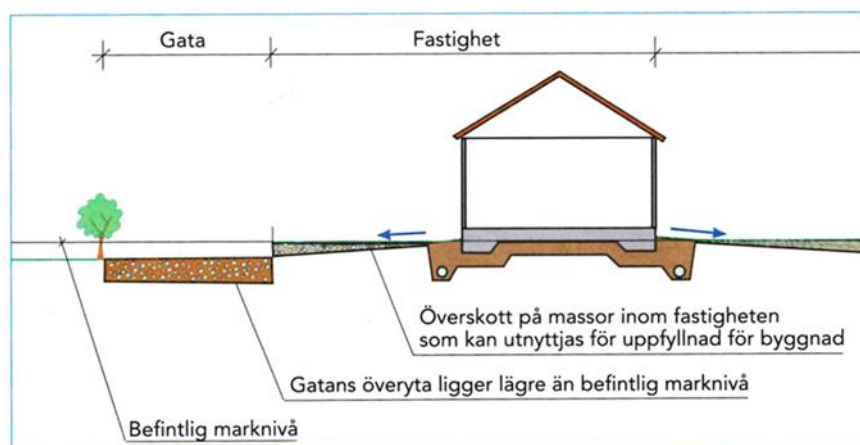 Gata
Fastighet
Överskott på massor inom fastigheten
som kan utnyttjas för uppfyllnad för byggnad
Gatans överyta ligger lägre än befintlig marknivå
Befintlig marknivå